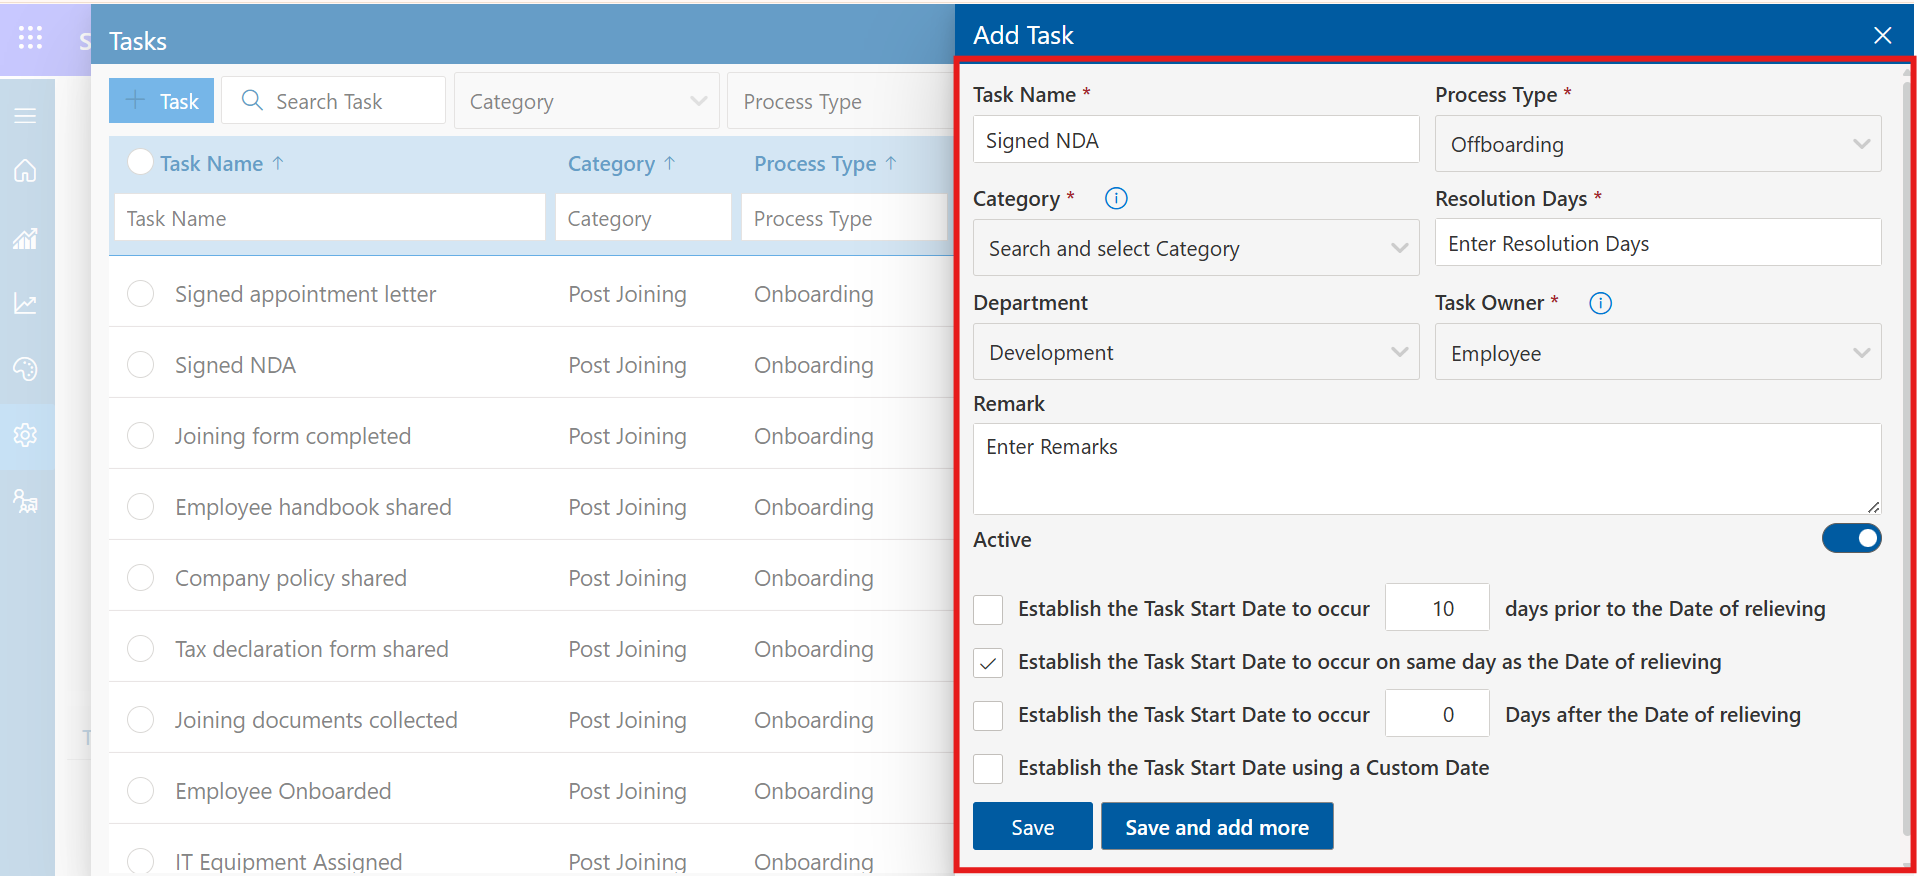 S
Tasks
Add Task
Task
Search Task
Category
Process Type
Task Name
Category
Process Type
Task Name
Category
Process Type
Signed appointment letter Post Joining Onboarding
Signed NDA Post Joining Onboarding
Joining form completed Post Joining Onboarding
Employee handbook shared Post Joining Onboarding
Company policy shared Post Joining Onboarding
Tax declaration form shared Post Joining Onboarding
Joining documents collected Post Joining Onboarding
Employee Onboarded Post Joining Onboarding
IT Equipment Assigned Post Joining Onboarding
T
Task Name *
Process Type *
Signed NDA
Offboarding
Category *
Resolution Days *
Search and select Category
Enter Resolution Days
Department
Task Owner *
Development
Employee
Remark
Enter Remarks
Active
Establish the Task Start Date to occur 10 days prior to the Date of relieving
Establish the Task Start Date to occur on same day as the Date of relieving
Establish the Task Start Date to occur 0 Days after the Date of relieving
Establish the Task Start Date using a Custom Date
Save
Save and add more